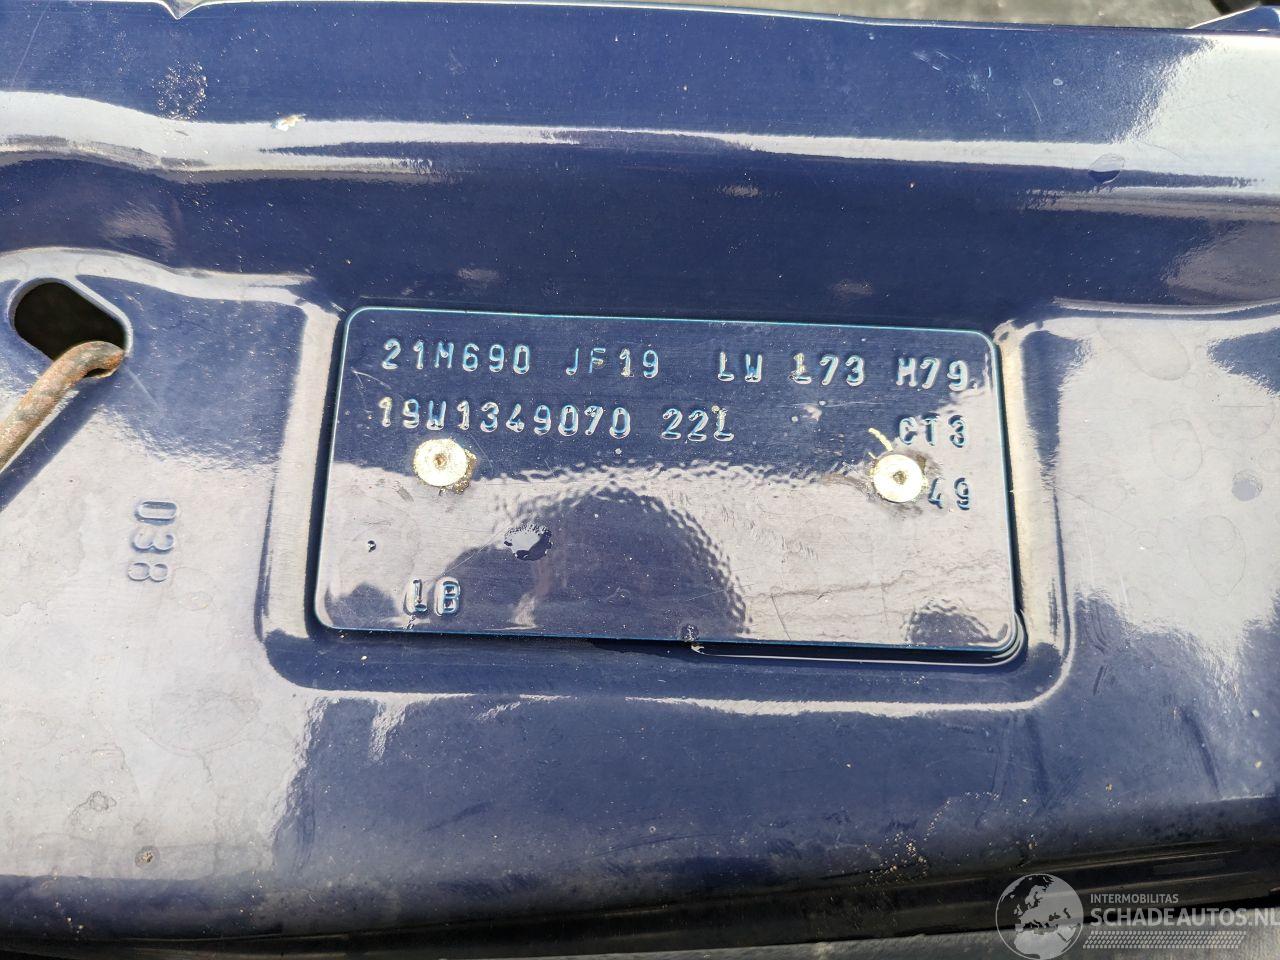 21M690 JF19 LW L73 M79
19W1349070 22L CT3
49
LB
038
INTERMOBILITAS
SCHADEAUTOS.NL